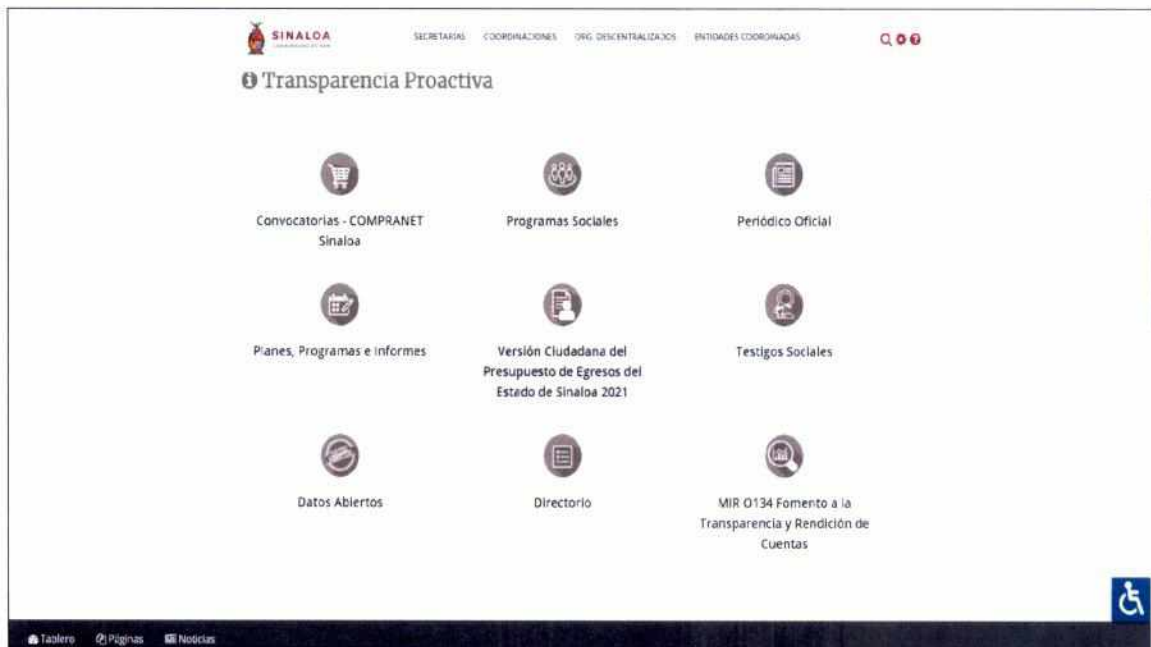 SINALOA
SECRETARÍAS COORDINACIONES ORG. DESCENTRALIZADOS ENTIDADES COORDINADAS
Transparencia Proactiva
Convocatorias - COMPRANET
Sinaloa
Programas Sociales
Periódico Oficial
Planes, Programas e Informes
Versión Ciudadana del
Presupuesto de Egresos del
Estado de Sinaloa 2021
Testigos Sociales
Datos Abiertos
Directorio
MIR O134 Fomento a la
Transparencia y Rendición de
Cuentas
Tablero Páginas Noticias